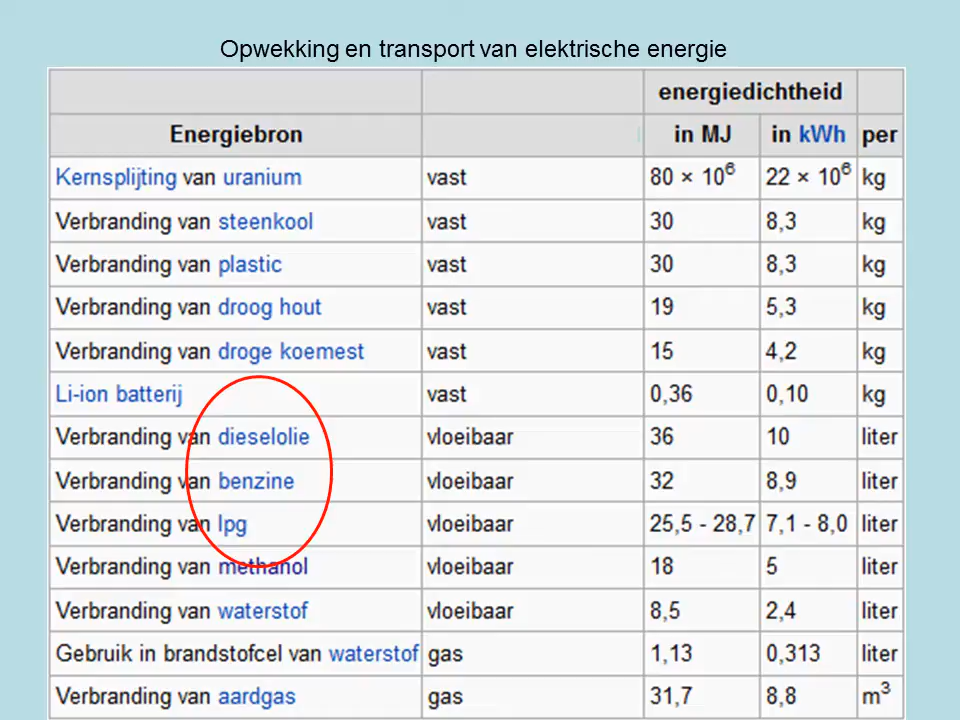 Opwekking en transport van elektrische energie
energiedichtheid
Energiebron in MJ in kWh per
Kernsplijting van uranium vast 80 × 10⁶ 22 × 10⁶ kg
Verbranding van steenkool vast 30 8,3 kg
Verbranding van plastic vast 30 8,3 kg
Verbranding van droog hout vast 19 5,3 kg
Verbranding van droge koemest vast 15 4,2 kg
Li-ion batterij vast 0,36 0,10 kg
Verbranding van dieselolie vloeibaar 36 10 liter
Verbranding van benzine vloeibaar 32 8,9 liter
Verbranding van lpg vloeibaar 25,5 - 28,7 7,1 - 8,0 liter
Verbranding van methanol vloeibaar 18 5 liter
Verbranding van waterstof vloeibaar 8,5 2,4 liter
Gebruik in brandstofcel van waterstof gas 1,13 0,313 liter
Verbranding van aardgas gas 31,7 8,8 m³